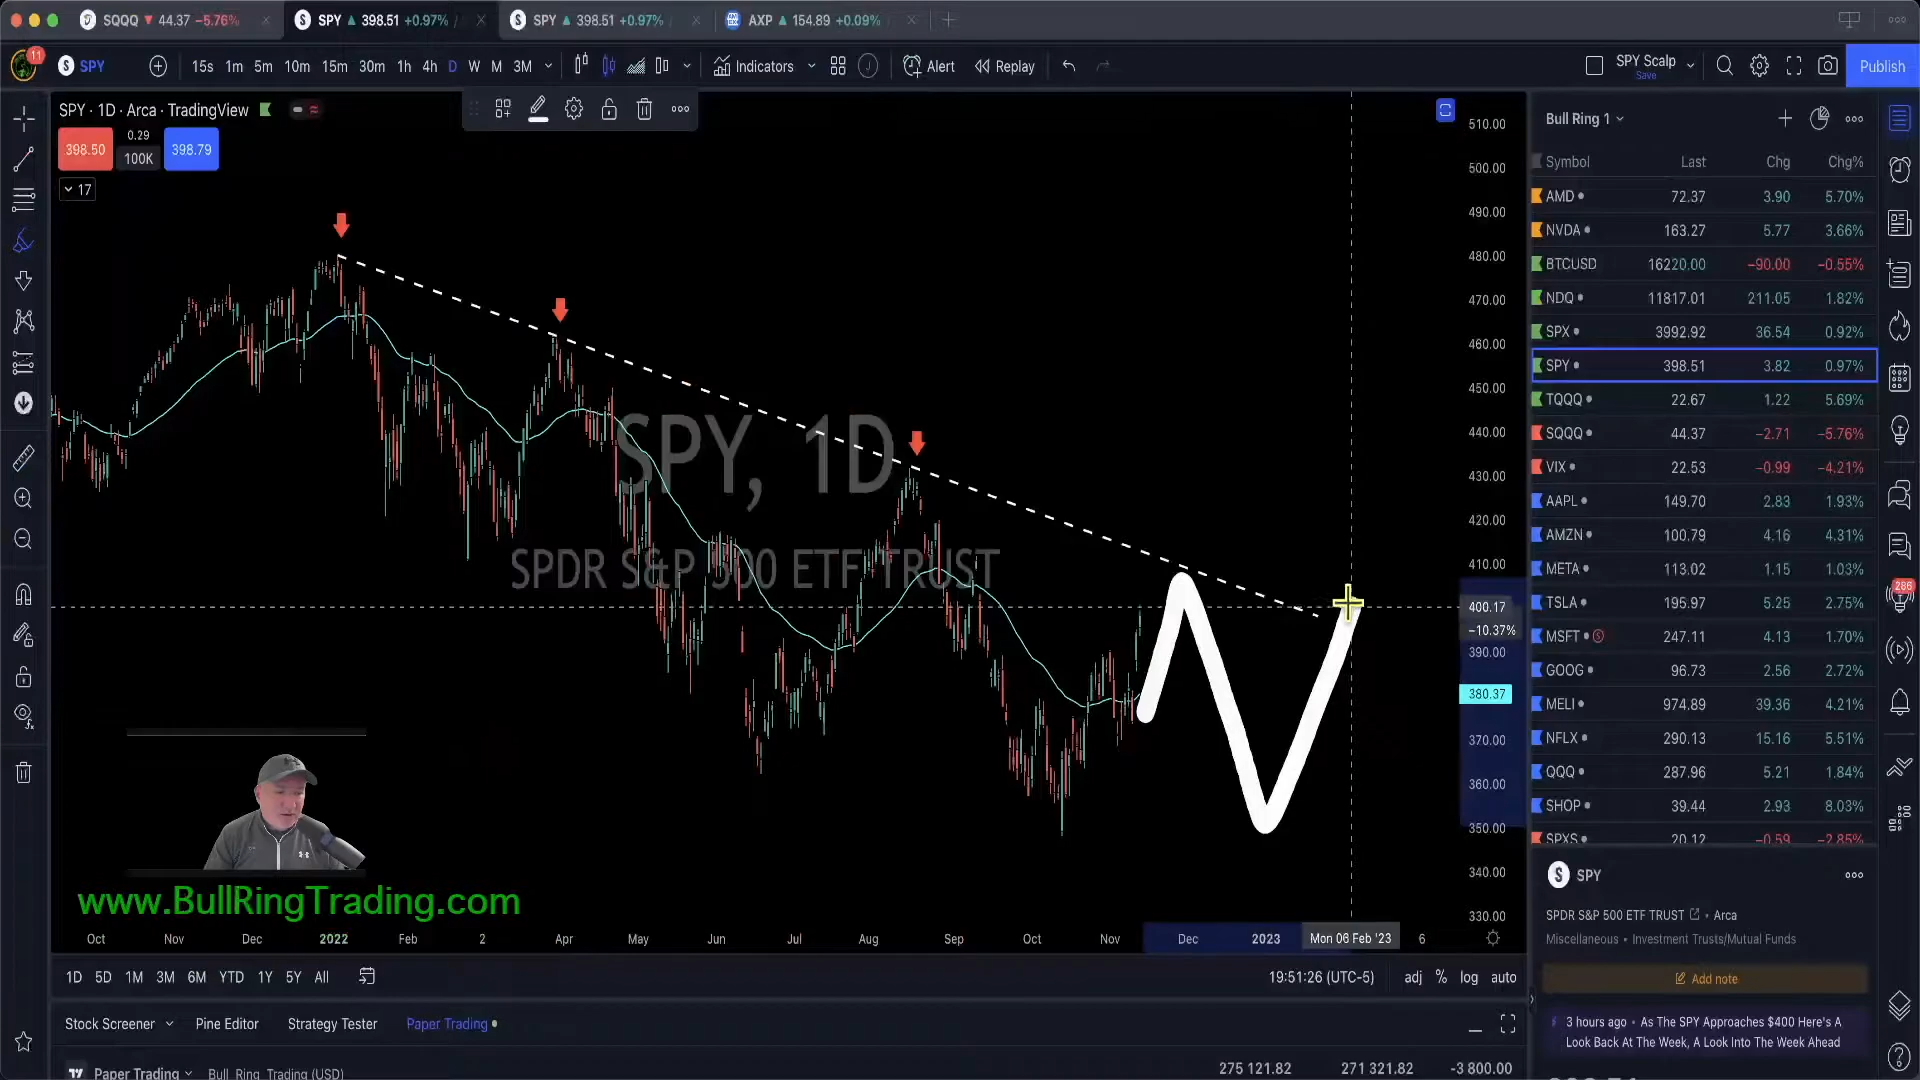 SQQQ ▼ 44.37 −5.76%
SPY ▲ 398.51 +0.97% /
SPY ▲ 398.51 +0.97% /
AXP ▲ 154.89 +0.09%
11
SPY
15s 1m 5m 10m 15m 30m 1h 4h D W M 3M
Indicators
Alert
Replay
SPY Scalp
Save
Publish
SPY · 1D · Arca · TradingView
398.50
0.29
100K
398.79
17
SPY, 1D
SPDR S&P 500 ETF TRUST
510.00
500.00
490.00
480.00
470.00
460.00
450.00
440.00
430.00
420.00
410.00
400.17
−10.37%
390.00
380.37
370.00
360.00
350.00
340.00
330.00
www.BullRingTrading.com
Oct Nov Dec 2022 Feb 2 Apr May Jun Jul Aug Sep Oct Nov Dec 2023 Mon 06 Feb '23 6
1D 5D 1M 3M 6M YTD 1Y 5Y All
19:51:26 (UTC-5)
adj % log auto
Stock Screener
Pine Editor
Strategy Tester
Paper Trading
Paper Trading
Bull_Ring_Trading (USD)
275 121.82
271 321.82
-3 800.00
Bull Ring 1
Symbol Last Chg Chg%
AMD 72.37 3.90 5.70%
NVDA 163.27 5.77 3.66%
BTCUSD 16220.00 −90.00 −0.55%
NDQ 11817.01 211.05 1.82%
SPX 3992.92 36.54 0.92%
SPY 398.51 3.82 0.97%
TQQQ 22.67 1.22 5.69%
SQQQ 44.37 −2.71 −5.76%
VIX 22.53 −0.99 −4.21%
AAPL 149.70 2.83 1.93%
AMZN 100.79 4.16 4.31%
META 113.02 1.15 1.03%
TSLA 195.97 5.25 2.75%
MSFT 247.11 4.13 1.70%
GOOG 96.73 2.56 2.72%
MELI 974.89 39.36 4.21%
NFLX 290.13 15.16 5.51%
QQQ 287.96 5.21 1.84%
SHOP 39.44 2.93 8.03%
SPXS 20.12 −0.59 −2.85%
286
SPY
SPDR S&P 500 ETF TRUST • Arca
Miscellaneous • Investment Trusts/Mutual Funds
Add note
3 hours ago • As The SPY Approaches $400 Here's A
Look Back At The Week, A Look Into The Week Ahead